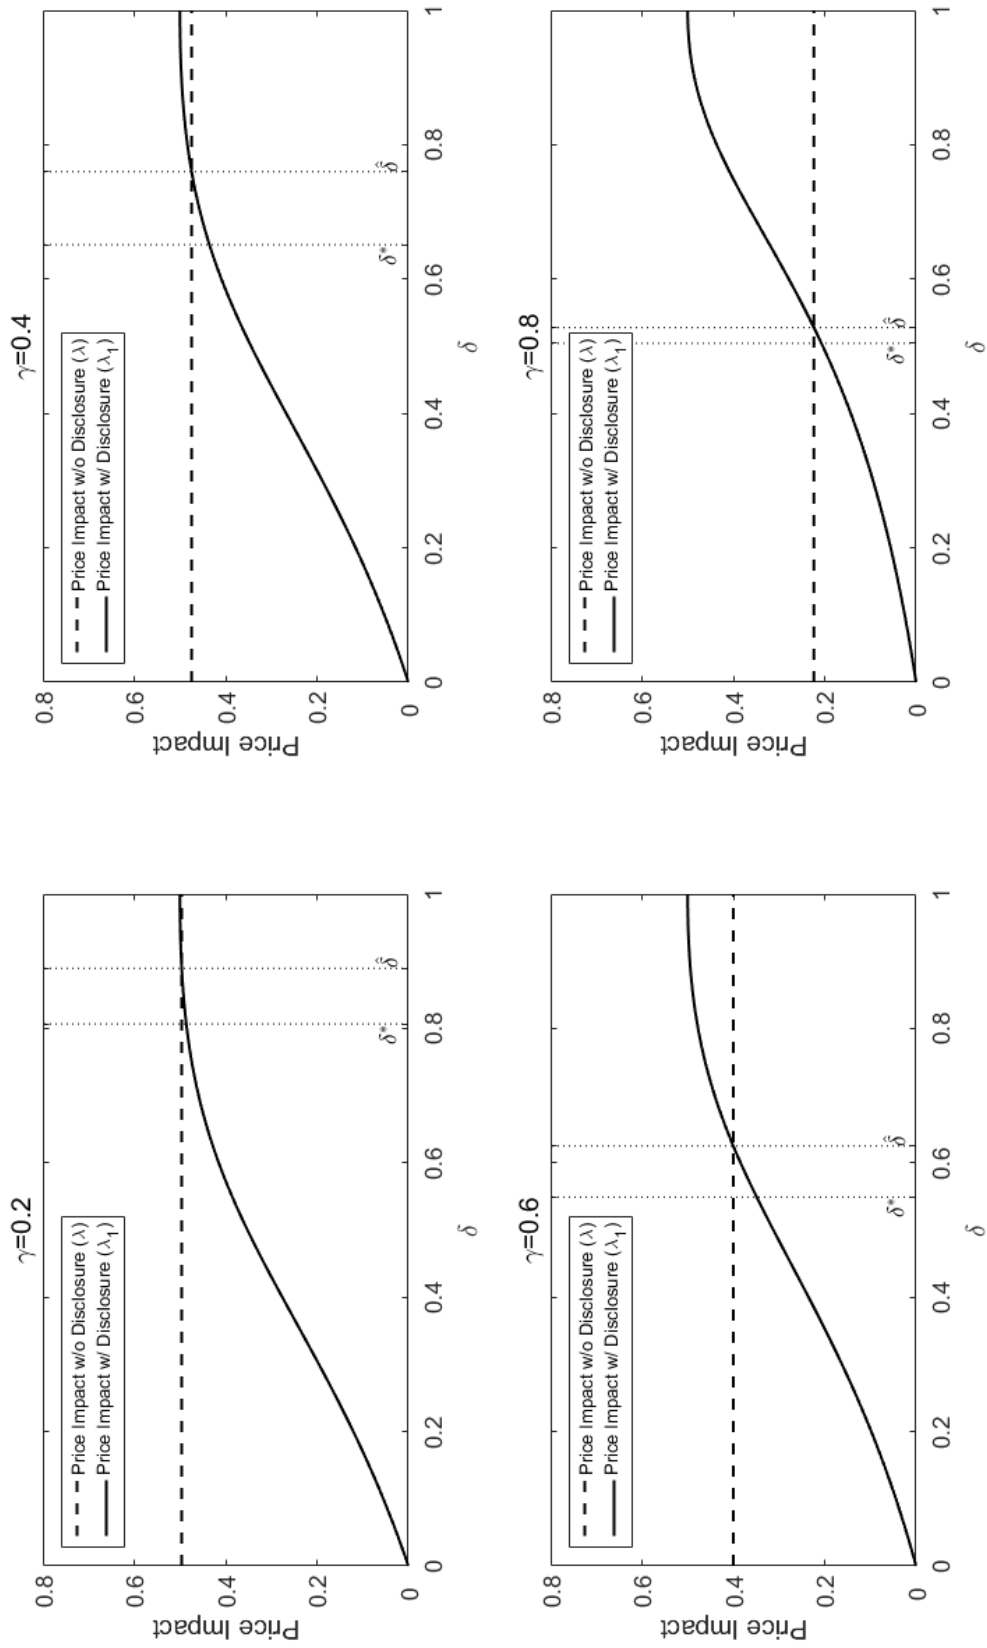 γ=0.2
Price Impact w/o Disclosure (λ)
Price Impact w/ Disclosure (λ₁)
Price Impact
0.8
0.6
0.4
0.2
0
δ*
δ̂
0
0.2
0.4
0.6
0.8
1
δ
γ=0.4
Price Impact w/o Disclosure (λ)
Price Impact w/ Disclosure (λ₁)
Price Impact
0.8
0.6
0.4
0.2
0
δ*
δ̂
0
0.2
0.4
0.6
0.8
1
δ
γ=0.6
Price Impact w/o Disclosure (λ)
Price Impact w/ Disclosure (λ₁)
Price Impact
0.8
0.6
0.4
0.2
0
δ*
δ̂
0
0.2
0.4
0.6
0.8
1
δ
γ=0.8
Price Impact w/o Disclosure (λ)
Price Impact w/ Disclosure (λ₁)
Price Impact
0.8
0.6
0.4
0.2
0
δ*
δ̂
0
0.2
0.4
0.6
0.8
1
δ